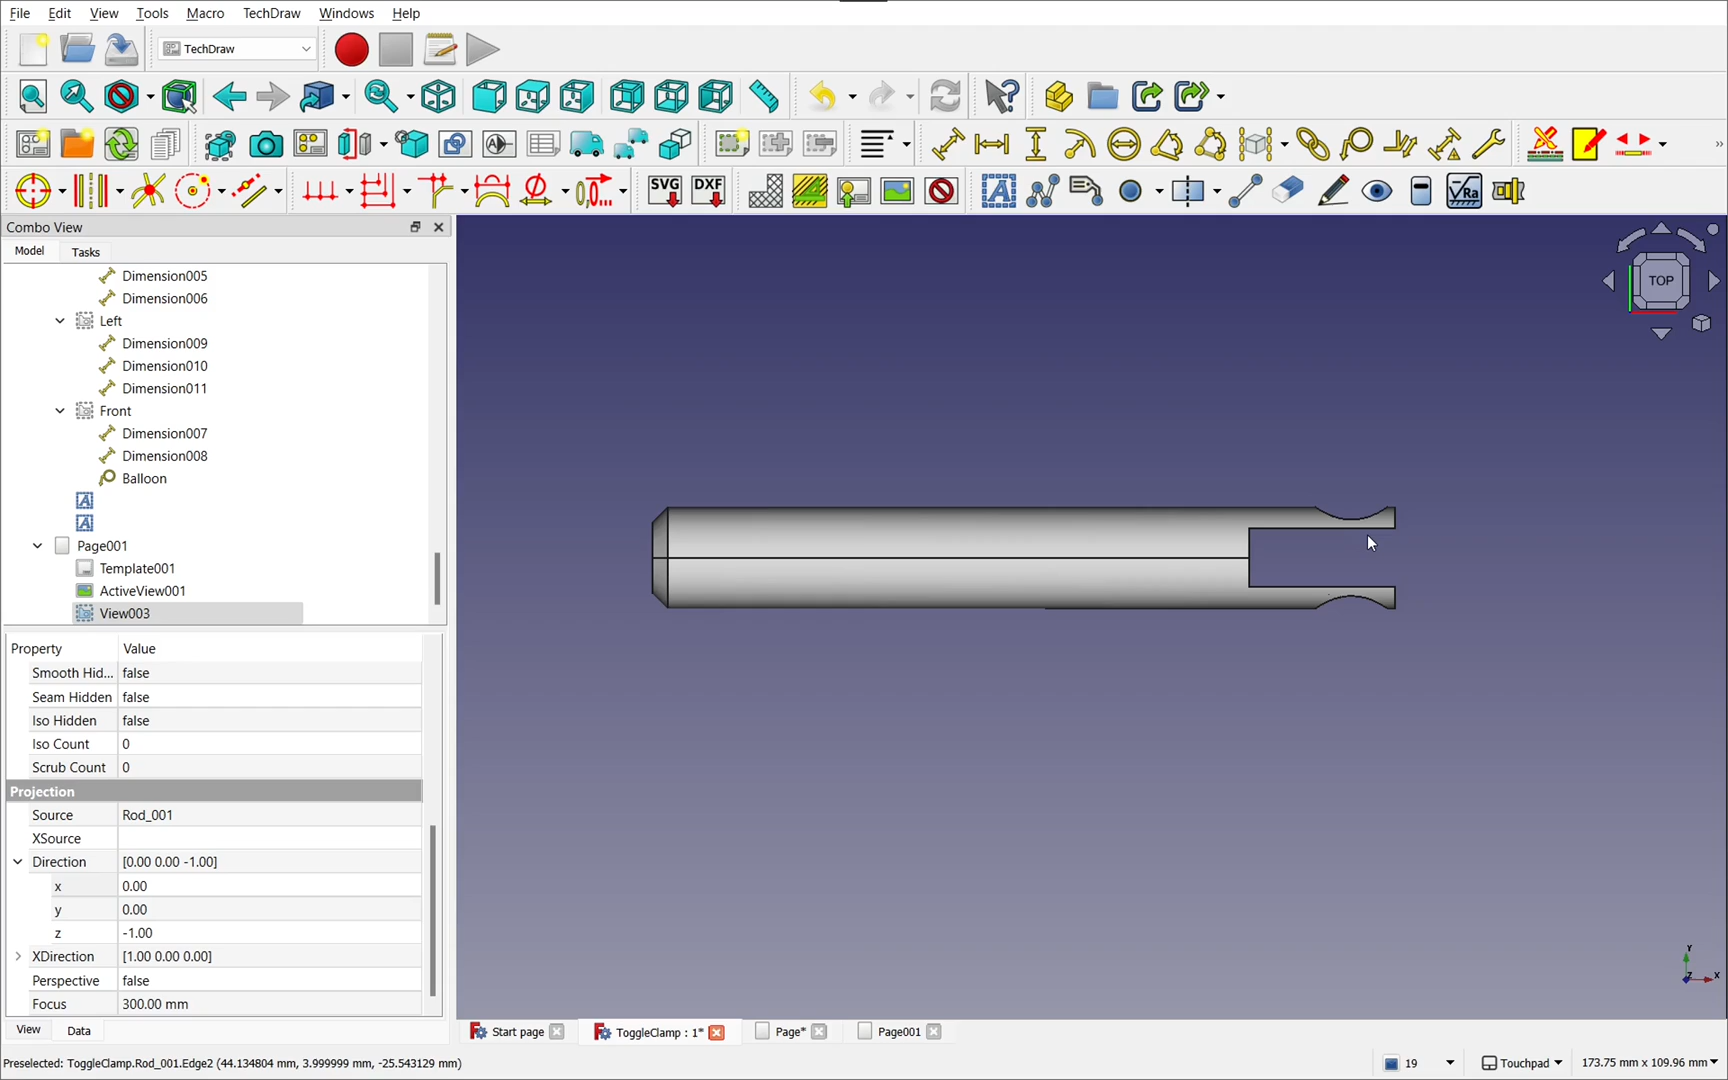 File Edit View Tools Macro TechDraw Windows Help
TechDraw
SVG DXF
Combo View
Model Tasks
Dimension005
Dimension006
Left
Dimension009
Dimension010
Dimension011
Front
Dimension007
Dimension008
Balloon
Page001
Template001
ActiveView001
View003
Property Value
Smooth Hid... false
Seam Hidden false
Iso Hidden false
Iso Count 0
Scrub Count 0
Projection
Source Rod_001
XSource
Direction [0.00 0.00 -1.00]
x 0.00
y 0.00
z -1.00
XDirection [1.00 0.00 0.00]
Perspective false
Focus 300.00 mm
View Data
TOP
Y
Z X
Start page ToggleClamp : 1* Page* Page001
Preselected: ToggleClamp.Rod_001.Edge2 (44.134804 mm, 3.999999 mm, -25.543129 mm)
19 Touchpad 173.75 mm x 109.96 mm